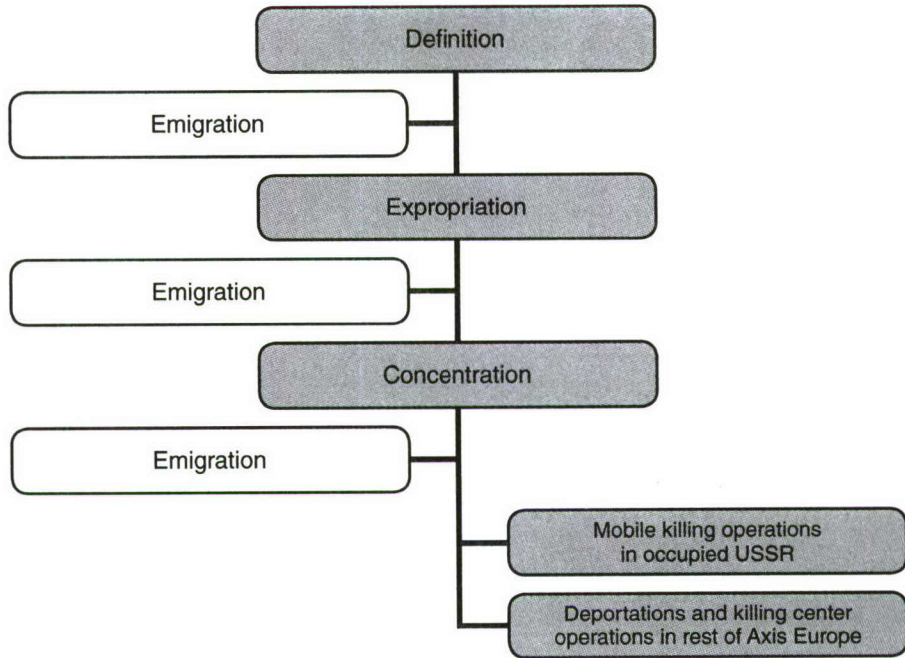 Definition
Emigration
Expropriation
Emigration
Concentration
Emigration
Mobile killing operations
in occupied USSR
Deportations and killing center
operations in rest of Axis Europe